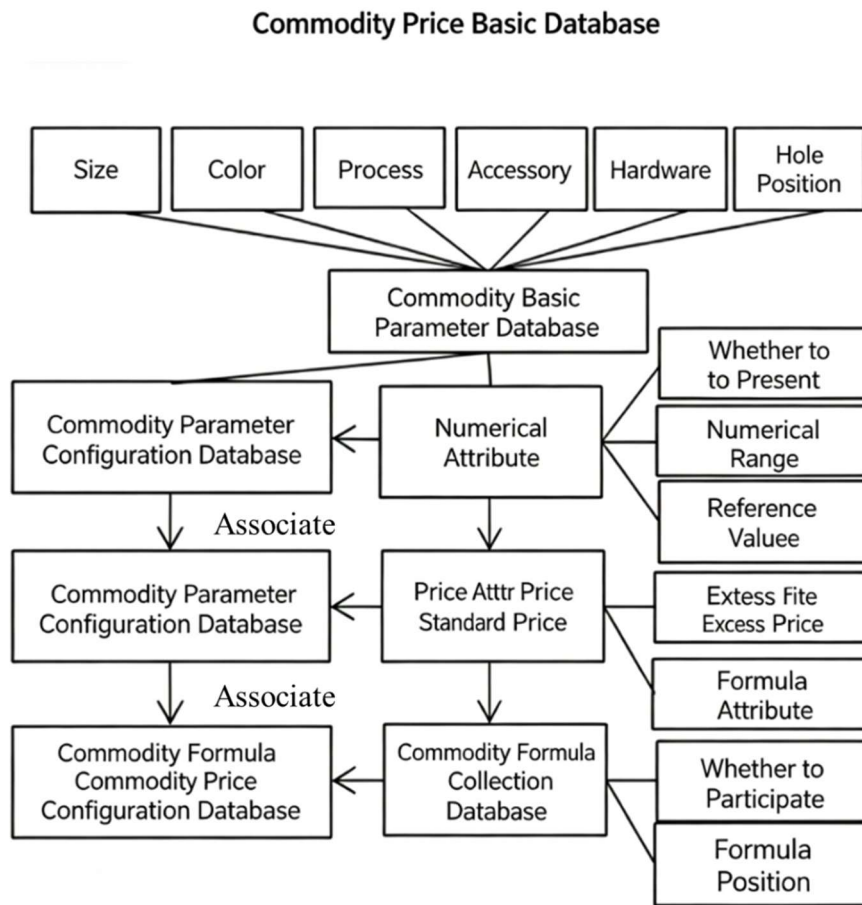 Commodity Price Basic Database
Size
Color
Process
Accessory
Hardware
Hole
Position
Commodity Basic
Parameter Database
Whether to
to Present
Commodity Parameter
Configuration Database
Numerical
Attribute
Numerical
Range
Reference
Valuee
Associate
Commodity Parameter
Configuration Database
Price Atttr Price
Standard Price
Extess Fite
Excess Price
Formula
Attribute
Associate
Commodity Formula
Commodity Price
Configuration Database
Commodity Formula
Collection
Database
Whether to
Participate
Formula
Position